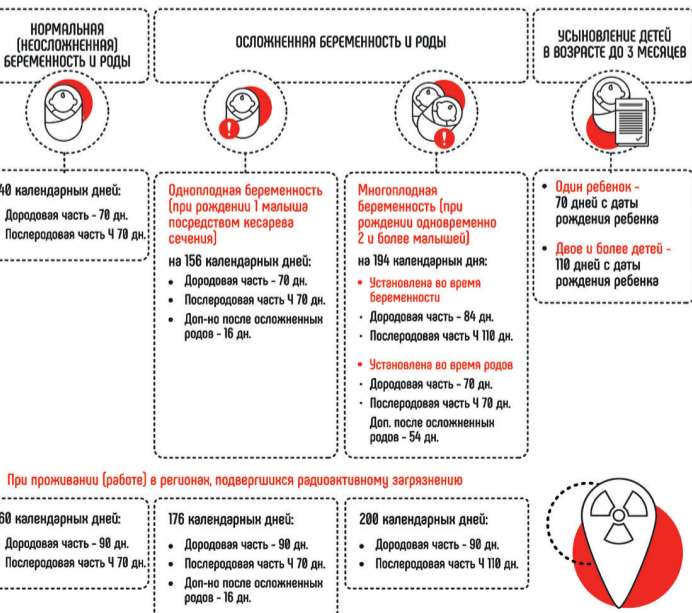 НОРМАЛЬНАЯ
(НЕОСЛОЖНЕННАЯ)
БЕРЕМЕННОСТЬ И РОДЫ
ОСЛОЖНЕННАЯ БЕРЕМЕННОСТЬ И РОДЫ
УСЫНОВЛЕНИЕ ДЕТЕЙ
В ВОЗРАСТЕ ДО 3 МЕСЯЦЕВ
40 календарных дней:
Дородовая часть - 70 дн.
Послеродовая часть Ч 70 дн.
Одноплодная беременность
(при рождении 1 малыша
посредством кесарева
сечения)
на 156 календарных дней:
• Дородовая часть - 70 дн.
• Послеродовая часть Ч 70 дн.
• Доп-но после осложненных
родов - 16 дн.
Многоплодная
беременность (при
рождении одновременно
2 и более малышей)
на 194 календарных дня:
• Установлена во время
беременности
· Дородовая часть - 84 дн.
· Послеродовая часть Ч 110 дн.
• Установлена во время родов
· Дородовая часть - 70 дн.
· Послеродовая часть Ч 70 дн.
Доп. после осложненных
родов - 54 дн.
• Один ребенок -
70 дней с даты
рождения ребенка
• Двое и более детей -
110 дней с даты
рождения ребенка
При проживании (работе) в регионах, подвергшихся радиоактивному загрязнению
60 календарных дней:
Дородовая часть - 90 дн.
Послеродовая часть Ч 70 дн.
176 календарных дней:
• Дородовая часть - 90 дн.
• Послеродовая часть Ч 70 дн.
• Доп-но после осложненных
родов - 16 дн.
200 календарных дней:
• Дородовая часть - 90 дн.
• Послеродовая часть Ч 110 дн.